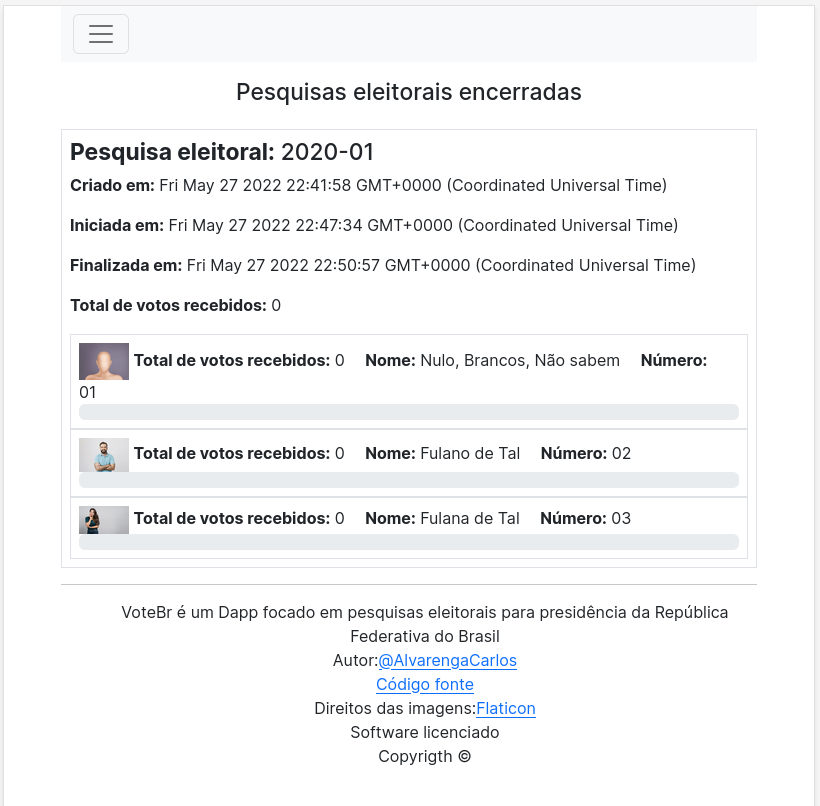 Pesquisas eleitorais encerradas
Pesquisa eleitoral: 2020-01
Criado em: Fri May 27 2022 22:41:58 GMT+0000 (Coordinated Universal Time)
Iniciada em: Fri May 27 2022 22:47:34 GMT+0000 (Coordinated Universal Time)
Finalizada em: Fri May 27 2022 22:50:57 GMT+0000 (Coordinated Universal Time)
Total de votos recebidos: 0
Total de votos recebidos: 0 Nome: Nulo, Brancos, Não sabem Número:
01
Total de votos recebidos: 0 Nome: Fulano de Tal Número: 02
Total de votos recebidos: 0 Nome: Fulana de Tal Número: 03
VoteBr é um Dapp focado em pesquisas eleitorais para presidência da República
Federativa do Brasil
Autor:@AlvarengaCarlos
Código fonte
Direitos das imagens:Flaticon
Software licenciado
Copyrigth ©